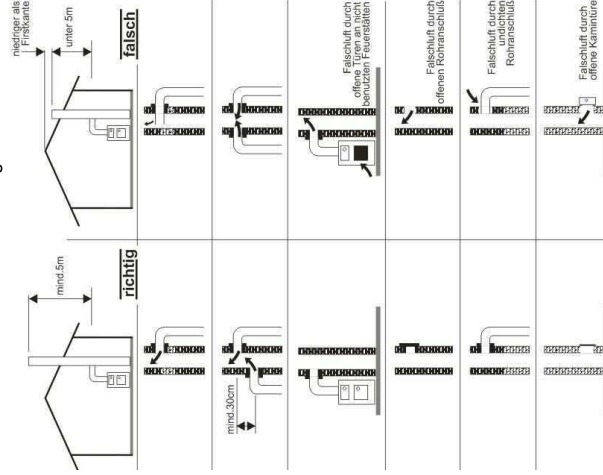 niedriger als
Firstkante
unter 5m
falsch
Falschluft durch
offene Türen an nicht
benutzten Feuerstätten
Falschluft durch
offenen Rohranschluß
Falschluft durch
undichten
Rohranschluß
Falschluft durch
offene Kamintüre
mind.5m
richtig
mind.30cm